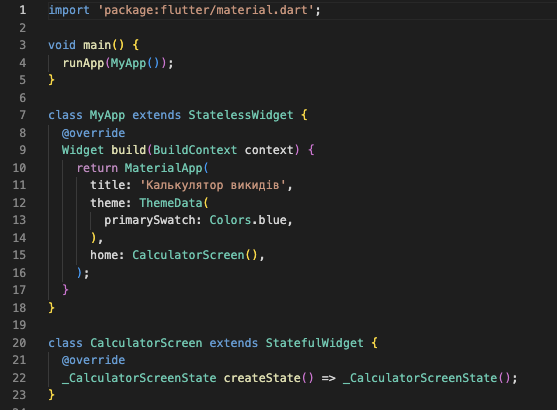 1 import 'package:flutter/material.dart';
2
3 void main() {
4   runApp(MyApp());
5 }
6
7 class MyApp extends StatelessWidget {
8   @override
9   Widget build(BuildContext context) {
10     return MaterialApp(
11       title: 'Калькулятор викидів',
12       theme: ThemeData(
13         primarySwatch: Colors.blue,
14       ),
15       home: CalculatorScreen(),
16     );
17   }
18 }
19
20 class CalculatorScreen extends StatefulWidget {
21   @override
22   _CalculatorScreenState createState() => _CalculatorScreenState();
23 }